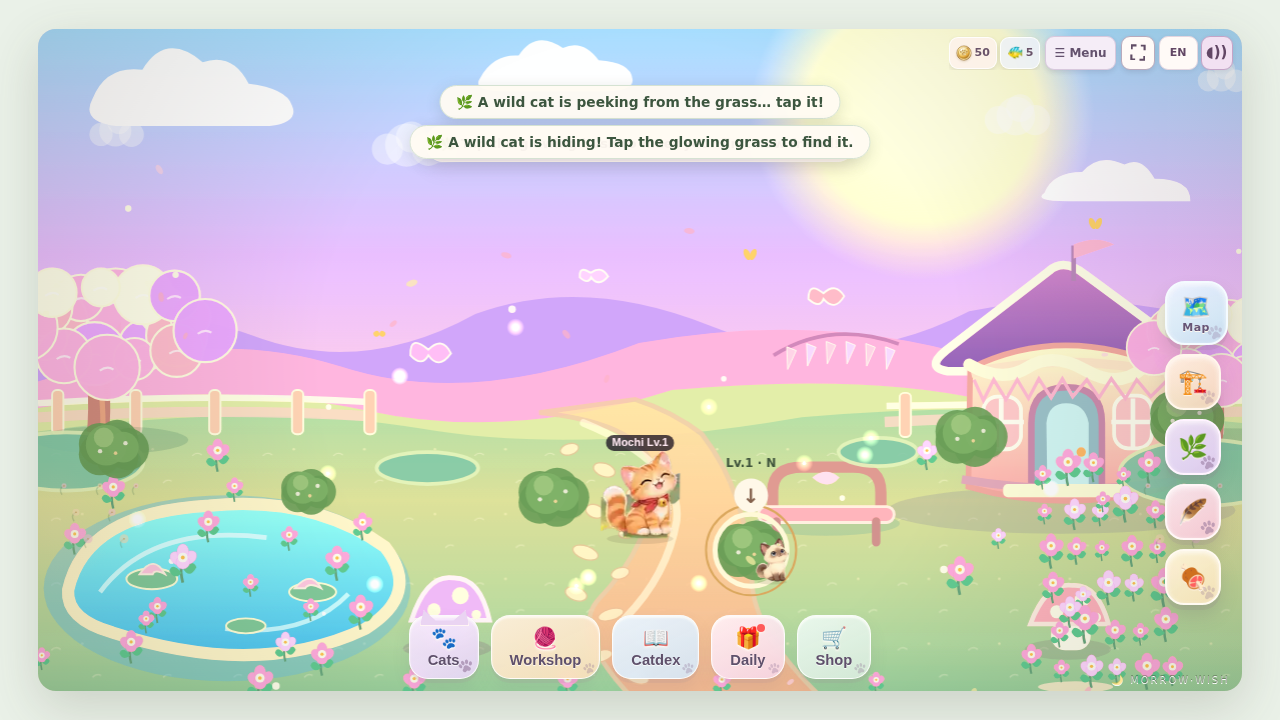 50
5
☰ Menu
EN
🌿 A wild cat is peeking from the grass… tap it!
🌿 A wild cat is hiding! Tap the glowing grass to find it.
Map
Mochi Lv.1
Lv.1 · N
Cats
Workshop
Catdex
Daily
Shop
MORROW·WISH